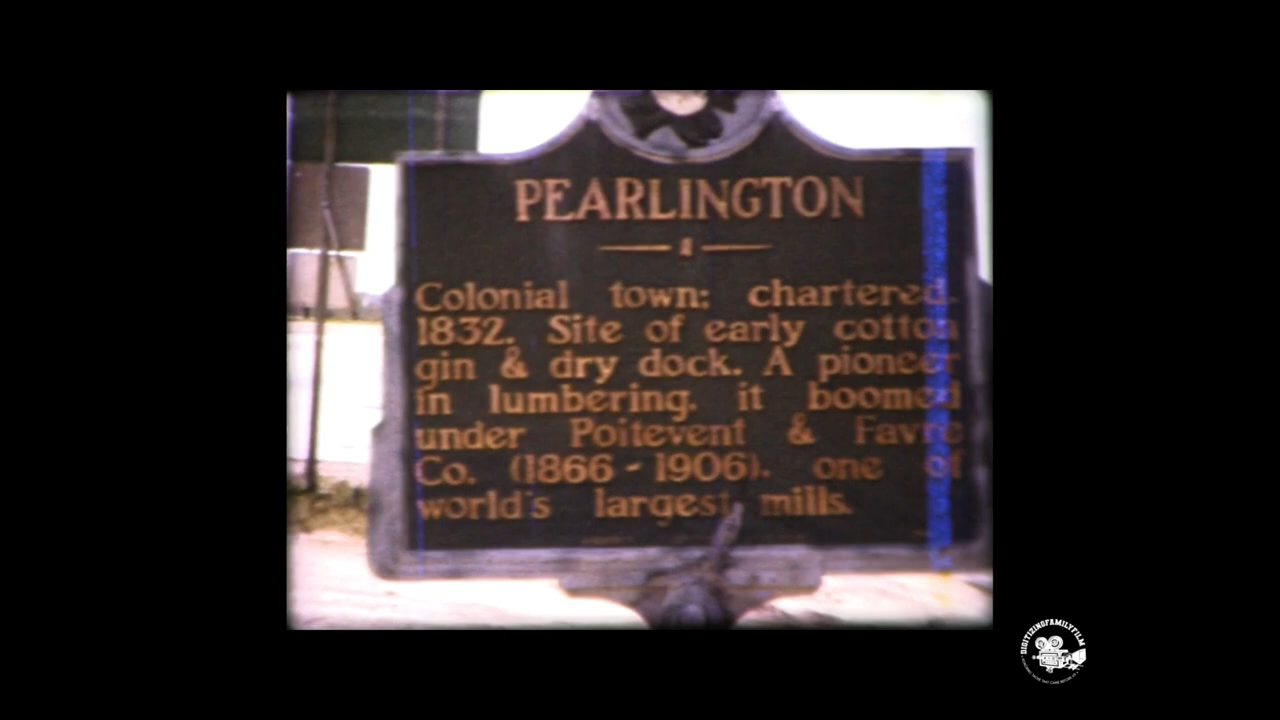 PEARLINGTON
Colonial town; chartered
1832. Site of early cotton
gin & dry dock. A pioneer
in lumbering, it boomed
under Poitevent & Favre
Co. (1866 - 1906), one of
world's largest mills.
DIGITIZINGFAMILYFILM